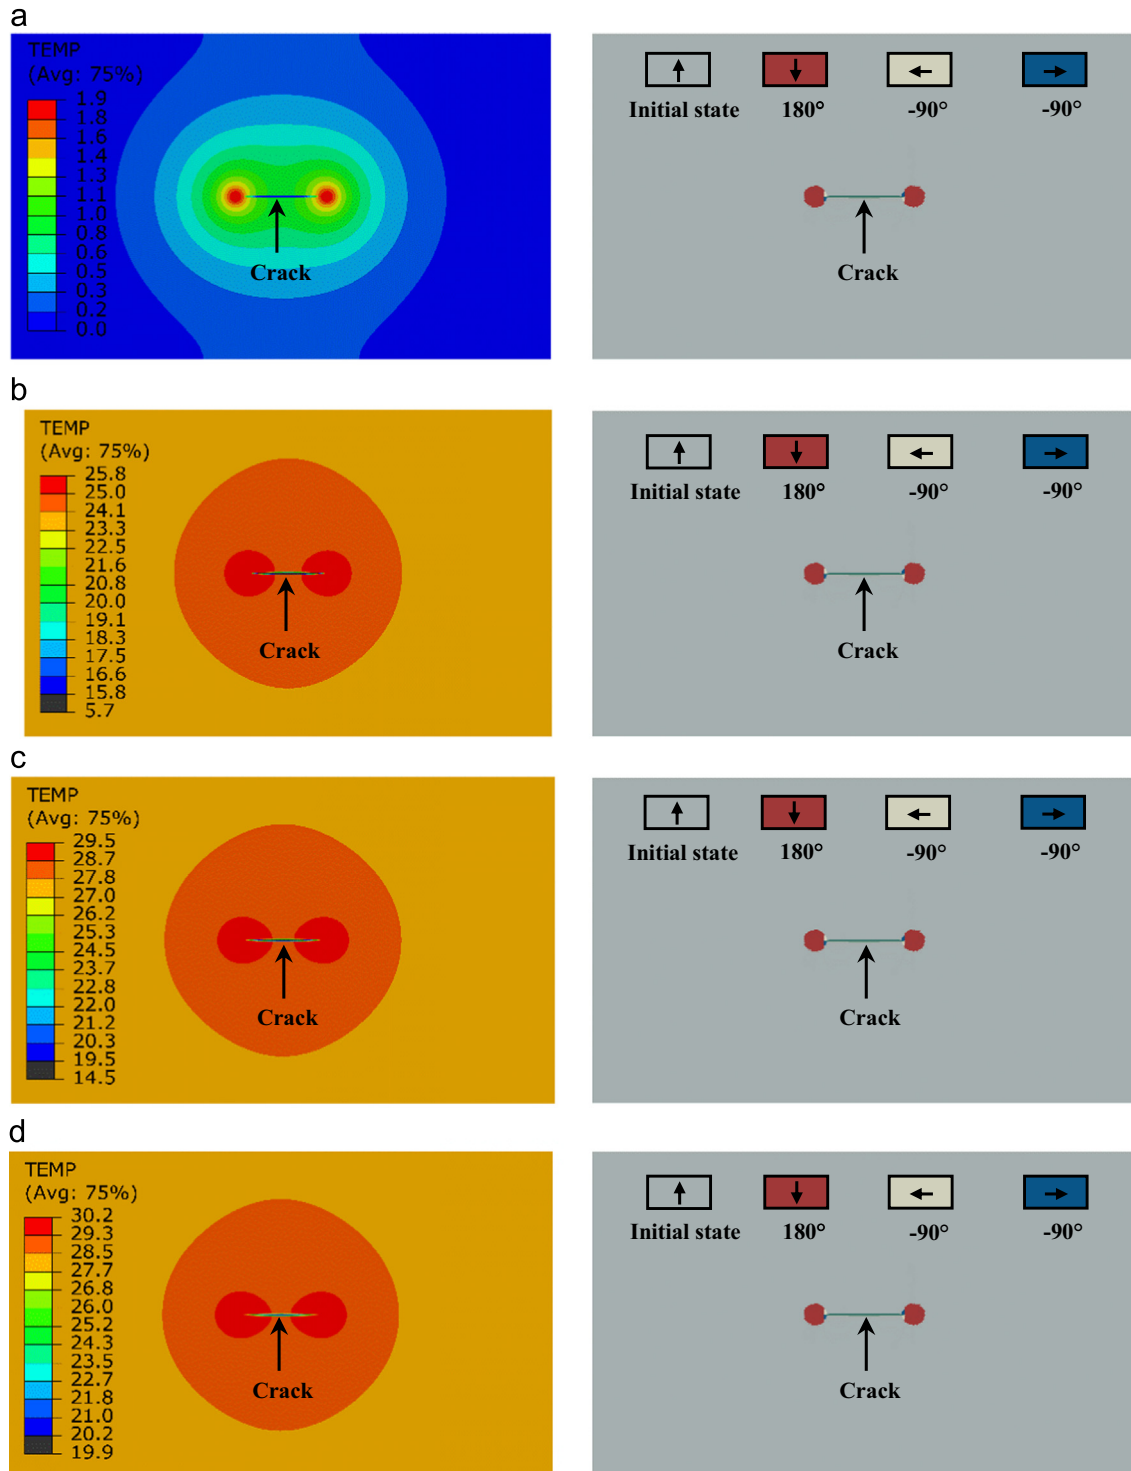 a
TEMP
(Avg: 75%)
1.9
1.8
1.6
1.4
1.3
1.1
1.0
0.8
0.6
0.5
0.3
0.2
0.0
Crack
Initial state 180° -90° -90°
Crack
b
TEMP
(Avg: 75%)
25.8
25.0
24.1
23.3
22.5
21.6
20.8
20.0
19.1
18.3
17.5
16.6
15.8
5.7
Crack
Initial state 180° -90° -90°
Crack
c
TEMP
(Avg: 75%)
29.5
28.7
27.8
27.0
26.2
25.3
24.5
23.7
22.8
22.0
21.2
20.3
19.5
14.5
Crack
Initial state 180° -90° -90°
Crack
d
TEMP
(Avg: 75%)
30.2
29.3
28.5
27.7
26.8
26.0
25.2
24.3
23.5
22.7
21.8
21.0
20.2
19.9
Crack
Initial state 180° -90° -90°
Crack